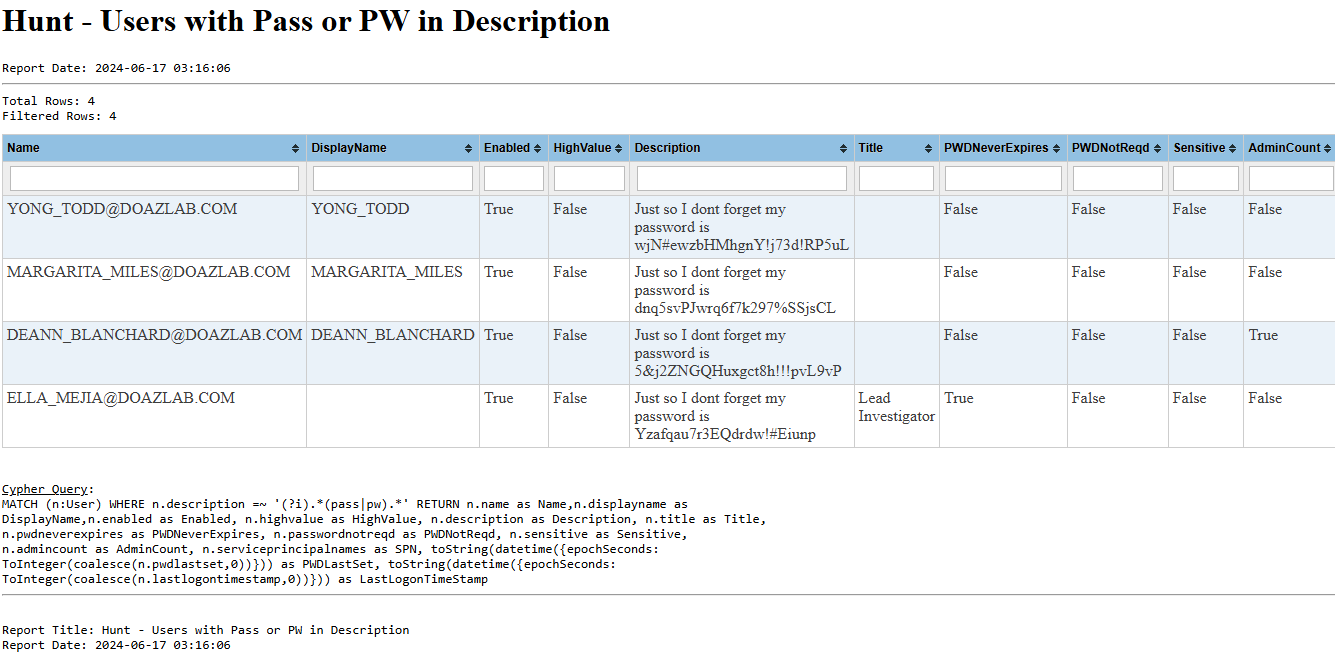 Hunt - Users with Pass or PW in Description
Report Date: 2024-06-17 03:16:06
Total Rows: 4
Filtered Rows: 4
Name DisplayName Enabled HighValue Description Title PWDNeverExpires PWDNotReqd Sensitive AdminCount
YONG_TODD@DOAZLAB.COM YONG_TODD True False Just so I dont forget my False False False False
password is
wjN#ewzbHMhgnY!j73d!RP5uL
MARGARITA_MILES@DOAZLAB.COM MARGARITA_MILES True False Just so I dont forget my False False False False
password is
dnq5svPJwrq6f7k297%SSjsCL
DEANN_BLANCHARD@DOAZLAB.COM DEANN_BLANCHARD True False Just so I dont forget my False False False True
password is
5&j2ZNGQHuxgct8h!!!pvL9vP
ELLA_MEJIA@DOAZLAB.COM True False Just so I dont forget my Lead True False False False
password is Investigator
Yzafqau7r3EQdrdw!#Eiunp
Cypher Query:
MATCH (n:User) WHERE n.description =~ '(?i).*(pass|pw).*' RETURN n.name as Name,n.displayname as
DisplayName,n.enabled as Enabled, n.highvalue as HighValue, n.description as Description, n.title as Title,
n.pwdneverexpires as PWDNeverExpires, n.passwordnotreqd as PWDNotReqd, n.sensitive as Sensitive,
n.admincount as AdminCount, n.serviceprincipalnames as SPN, toString(datetime({epochSeconds:
ToInteger(coalesce(n.pwdlastset,0))})) as PWDLastSet, toString(datetime({epochSeconds:
ToInteger(coalesce(n.lastlogontimestamp,0))})) as LastLogonTimeStamp
Report Title: Hunt - Users with Pass or PW in Description
Report Date: 2024-06-17 03:16:06